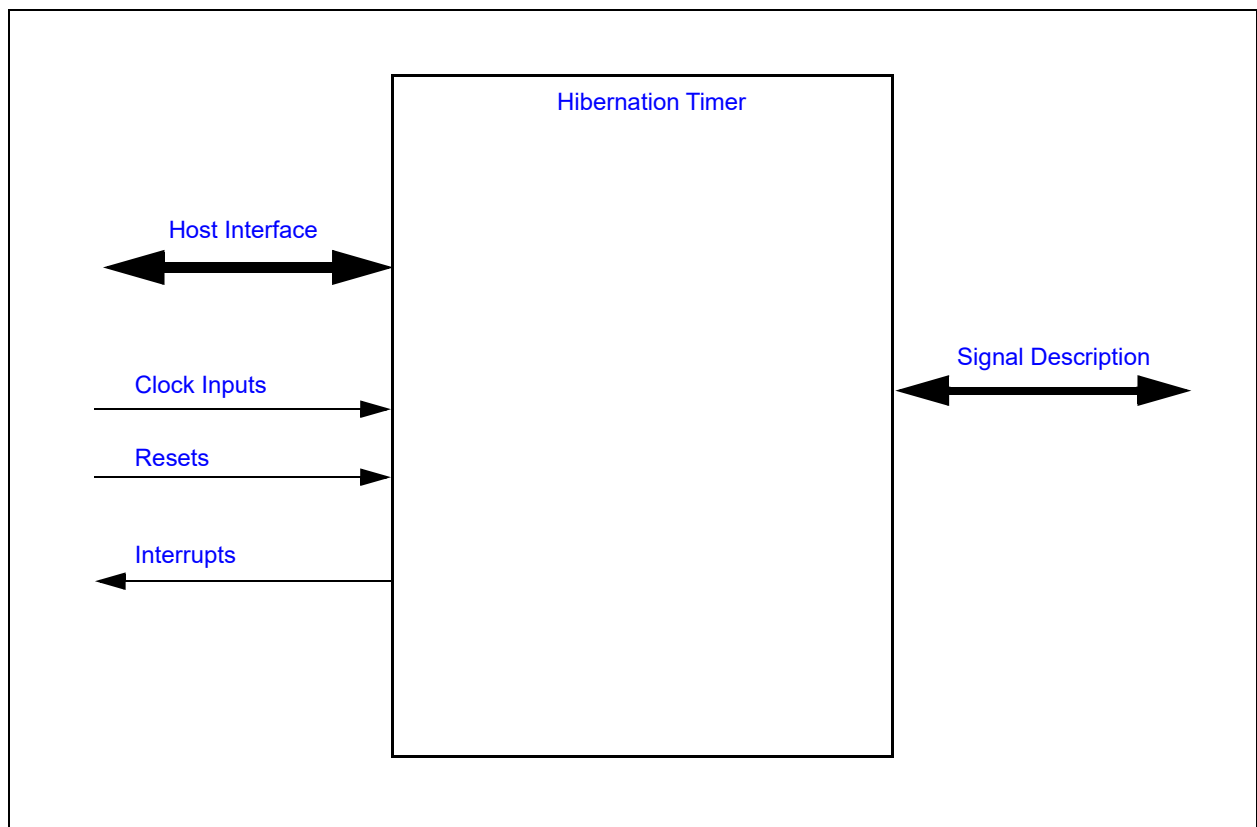 Hibernation Timer
Host Interface
Signal Description
Clock Inputs
Resets
Interrupts